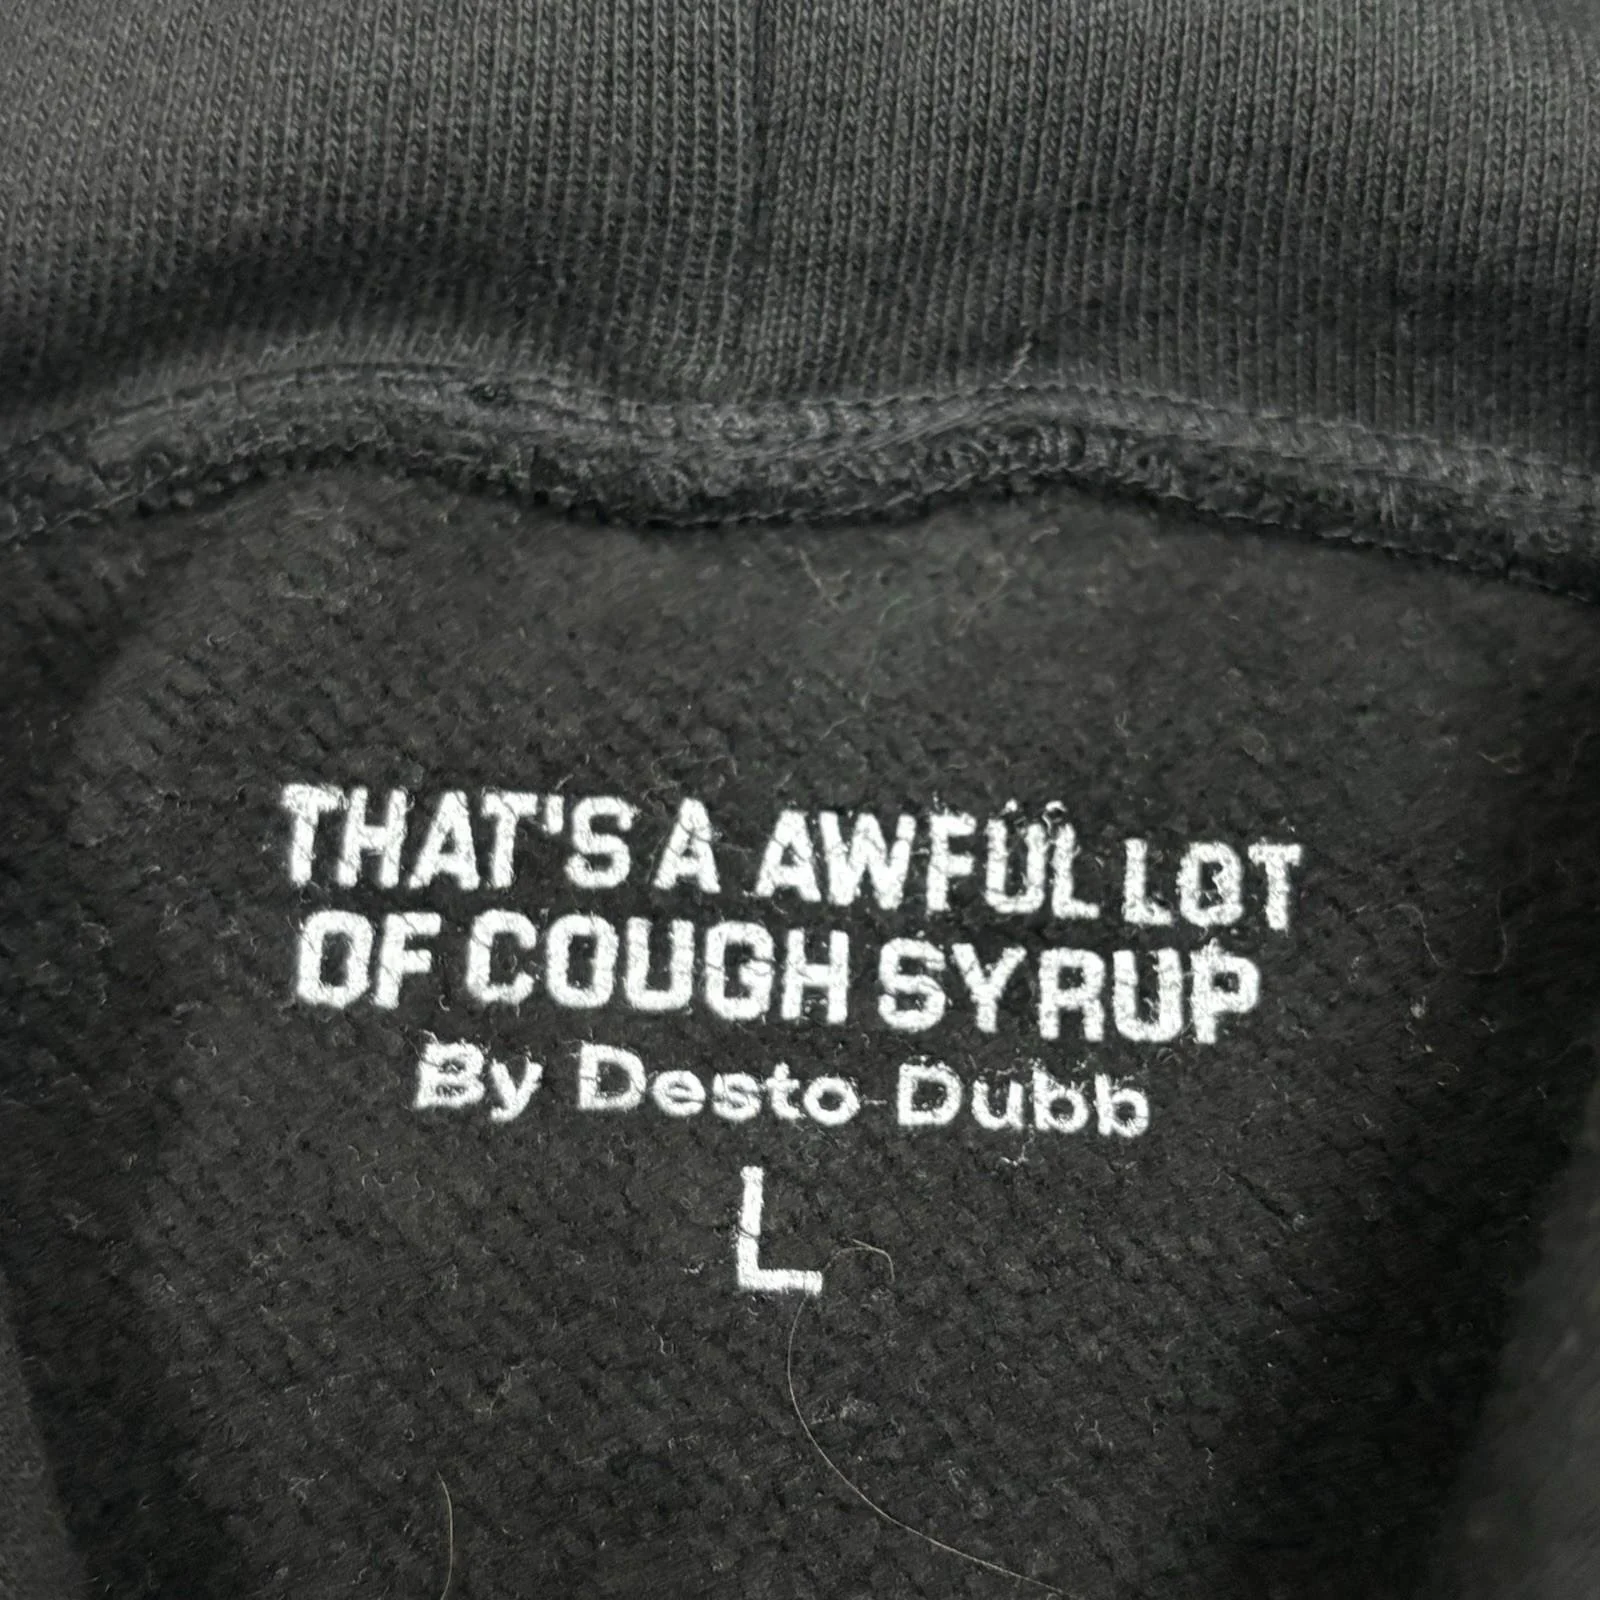 THAT'S A AWFUL LOT
OF COUGH SYRUP
By Desto Dubb
L